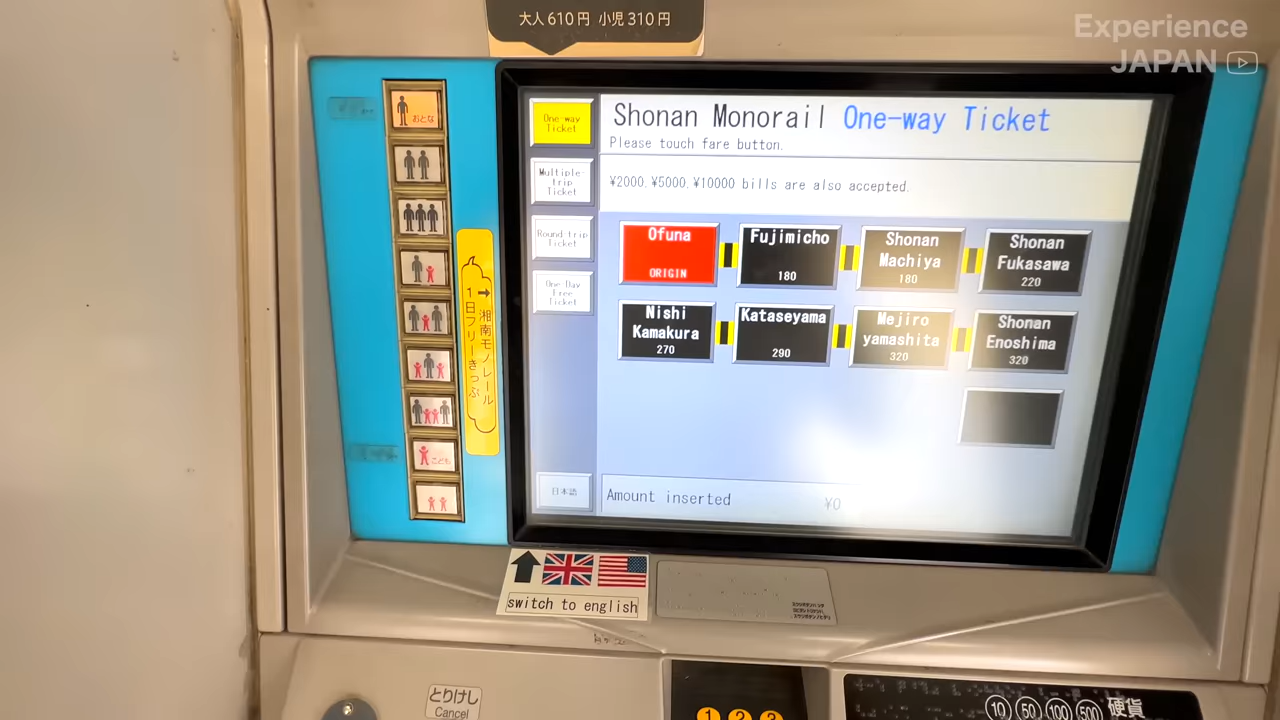 大人610円 小児310円
Experience
JAPAN
おとな
こども
→湘南モノレール
1日フリーきっぷ
One-way
Ticket
Multiple-
trip
Ticket
Round trip
Ticket
One-Day
Free
Ticket
日本語
Shonan Monorail One-way Ticket
Please touch fare button.
¥2000,¥5000,¥10000 bills are also accepted.
Ofuna
ORIGIN
Fujimicho
180
Shonan
Machiya
180
Shonan
Fukasawa
220
Nishi
Kamakura
270
Kataseyama
290
Mejiro
yamashita
320
Shonan
Enoshima
320
Amount inserted ¥0
switch to english
とりけし
Cancel
1 2 3
10 50 100 500 硬貨